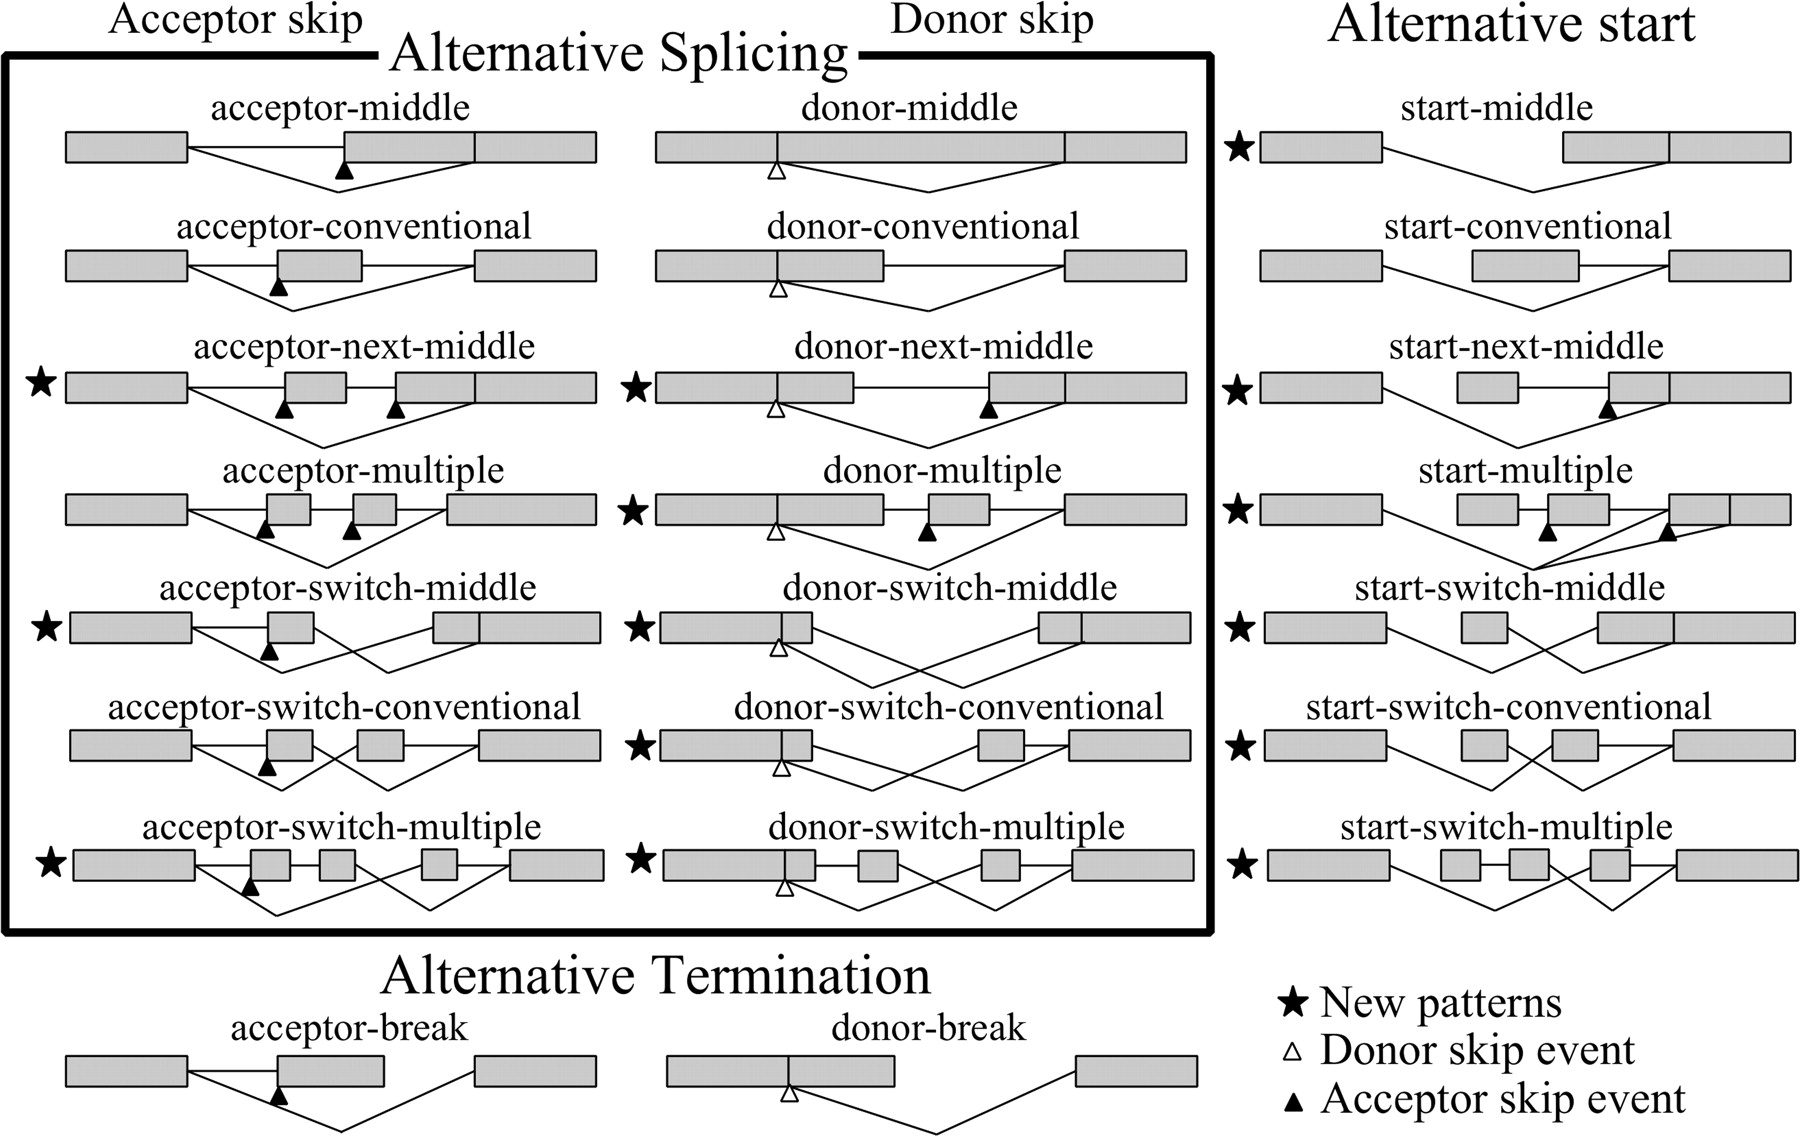 Acceptor skip
Donor skip
Alternative start
Alternative Splicing
acceptor-middle
donor-middle
start-middle
acceptor-conventional
donor-conventional
start-conventional
acceptor-next-middle
donor-next-middle
start-next-middle
acceptor-multiple
donor-multiple
start-multiple
acceptor-switch-middle
donor-switch-middle
start-switch-middle
acceptor-switch-conventional
donor-switch-conventional
start-switch-conventional
acceptor-switch-multiple
donor-switch-multiple
start-switch-multiple
Alternative Termination
acceptor-break
donor-break
New patterns
Donor skip event
Acceptor skip event